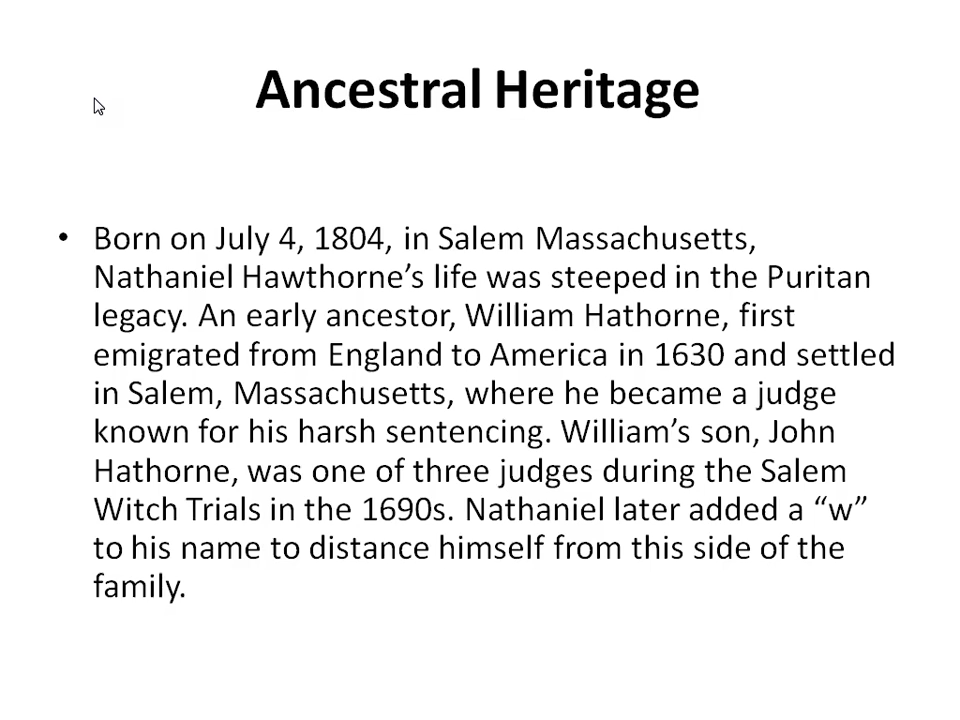 Ancestral Heritage
• Born on July 4, 1804, in Salem Massachusetts,
Nathaniel Hawthorne’s life was steeped in the Puritan
legacy. An early ancestor, William Hathorne, first
emigrated from England to America in 1630 and settled
in Salem, Massachusetts, where he became a judge
known for his harsh sentencing. William’s son, John
Hathorne, was one of three judges during the Salem
Witch Trials in the 1690s. Nathaniel later added a “w”
to his name to distance himself from this side of the
family.